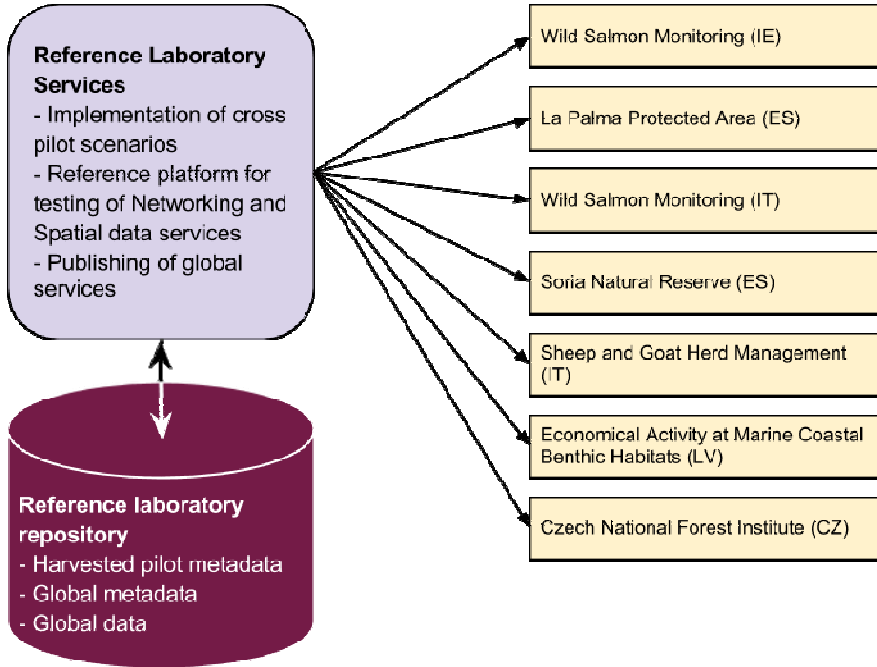 Reference Laboratory
Services
- Implementation of cross
pilot scenarios
- Reference platform for
testing of Networking and
Spatial data services
- Publishing of global
services
Reference laboratory
repository
- Harvested pilot metadata
- Global metadata
- Global data
Wild Salmon Monitoring (IE)
La Palma Protected Area (ES)
Wild Salmon Monitoring (IT)
Soria Natural Reserve (ES)
Sheep and Goat Herd Management
(IT)
Economical Activity at Marine Coastal
Benthic Habitats (LV)
Czech National Forest Institute (CZ)